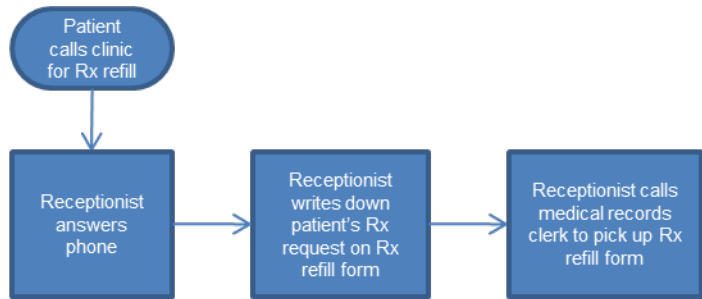 Patient
calls clinic
for Rx refill
Receptionist
answers
phone
Receptionist
writes down
patient's Rx
request on Rx
refill form
Receptionist calls
medical records
clerk to pick up Rx
refill form